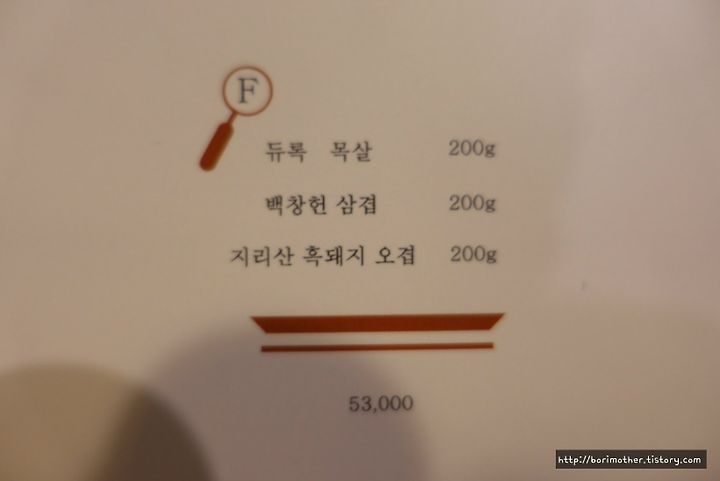 F
듀록 목살 200g
백창헌 삼겹 200g
지리산 흑돼지 오겹 200g
53,000
http://borimother.tistory.com